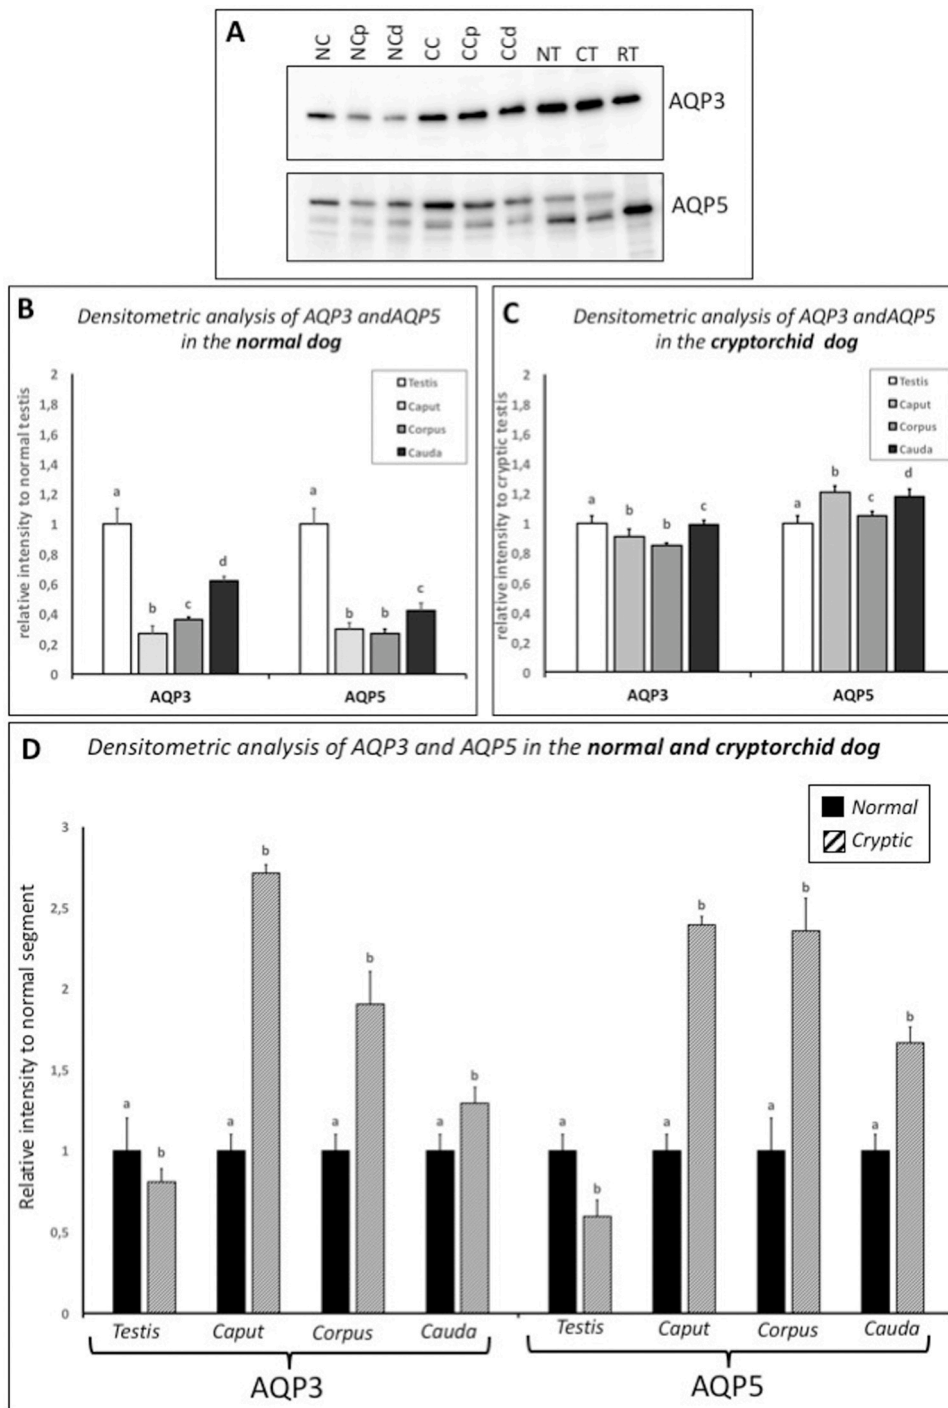 A
NC NCp NCd CC CCp CCd NT CT RT
AQP3
AQP5
B
Densitometric analysis of AQP3 andAQP5
in the normal dog
relative intensity to normal testis
2
1,8
1,6
1,4
1,2
1
0,8
0,6
0,4
0,2
0
Testis
Caput
Corpus
Cauda
a b c d
a b b c
AQP3 AQP5
C
Densitometric analysis of AQP3 andAQP5
in the cryptorchid dog
relative intensity to cryptic testis
2
1,8
1,6
1,4
1,2
1
0,8
0,6
0,4
0,2
0
Testis
Caput
Corpus
Cauda
a b b c
a b c d
AQP3 AQP5
D
Densitometric analysis of AQP3 and AQP5 in the normal and cryptorchid dog
Normal
Cryptic
Relative intensity to normal segment
3
2,5
2
1,5
1
0,5
0
a b a b a b a b
a b a b a b a b
Testis Caput Corpus Cauda Testis Caput Corpus Cauda
AQP3 AQP5